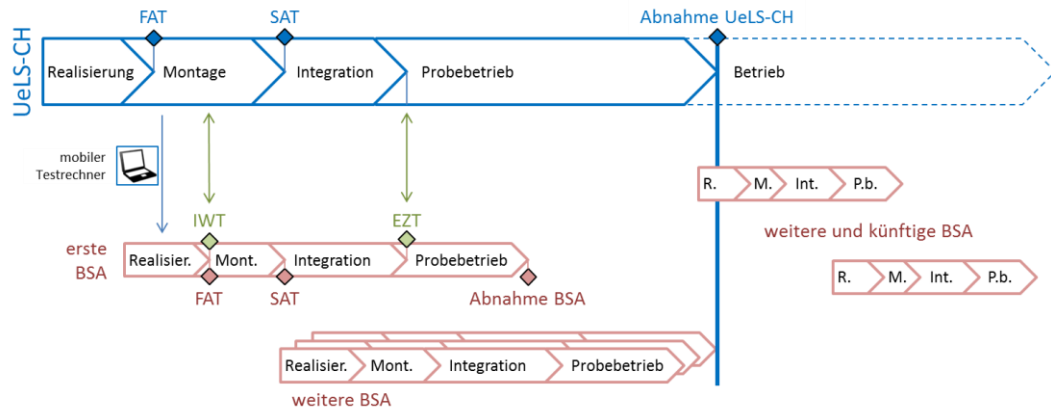 FAT
SAT
Abnahme UeLS-CH
UeLS-CH
Realisierung
Montage
Integration
Probebetrieb
Betrieb
mobiler
Testrechner
R.
M.
Int.
P.b.
IWT
EZT
weitere und künftige BSA
erste
BSA
Realisier.
Mont.
Integration
Probebetrieb
R.
M.
Int.
P.b.
FAT
SAT
Abnahme BSA
Realisier.
Mont.
Integration
Probebetrieb
weitere BSA